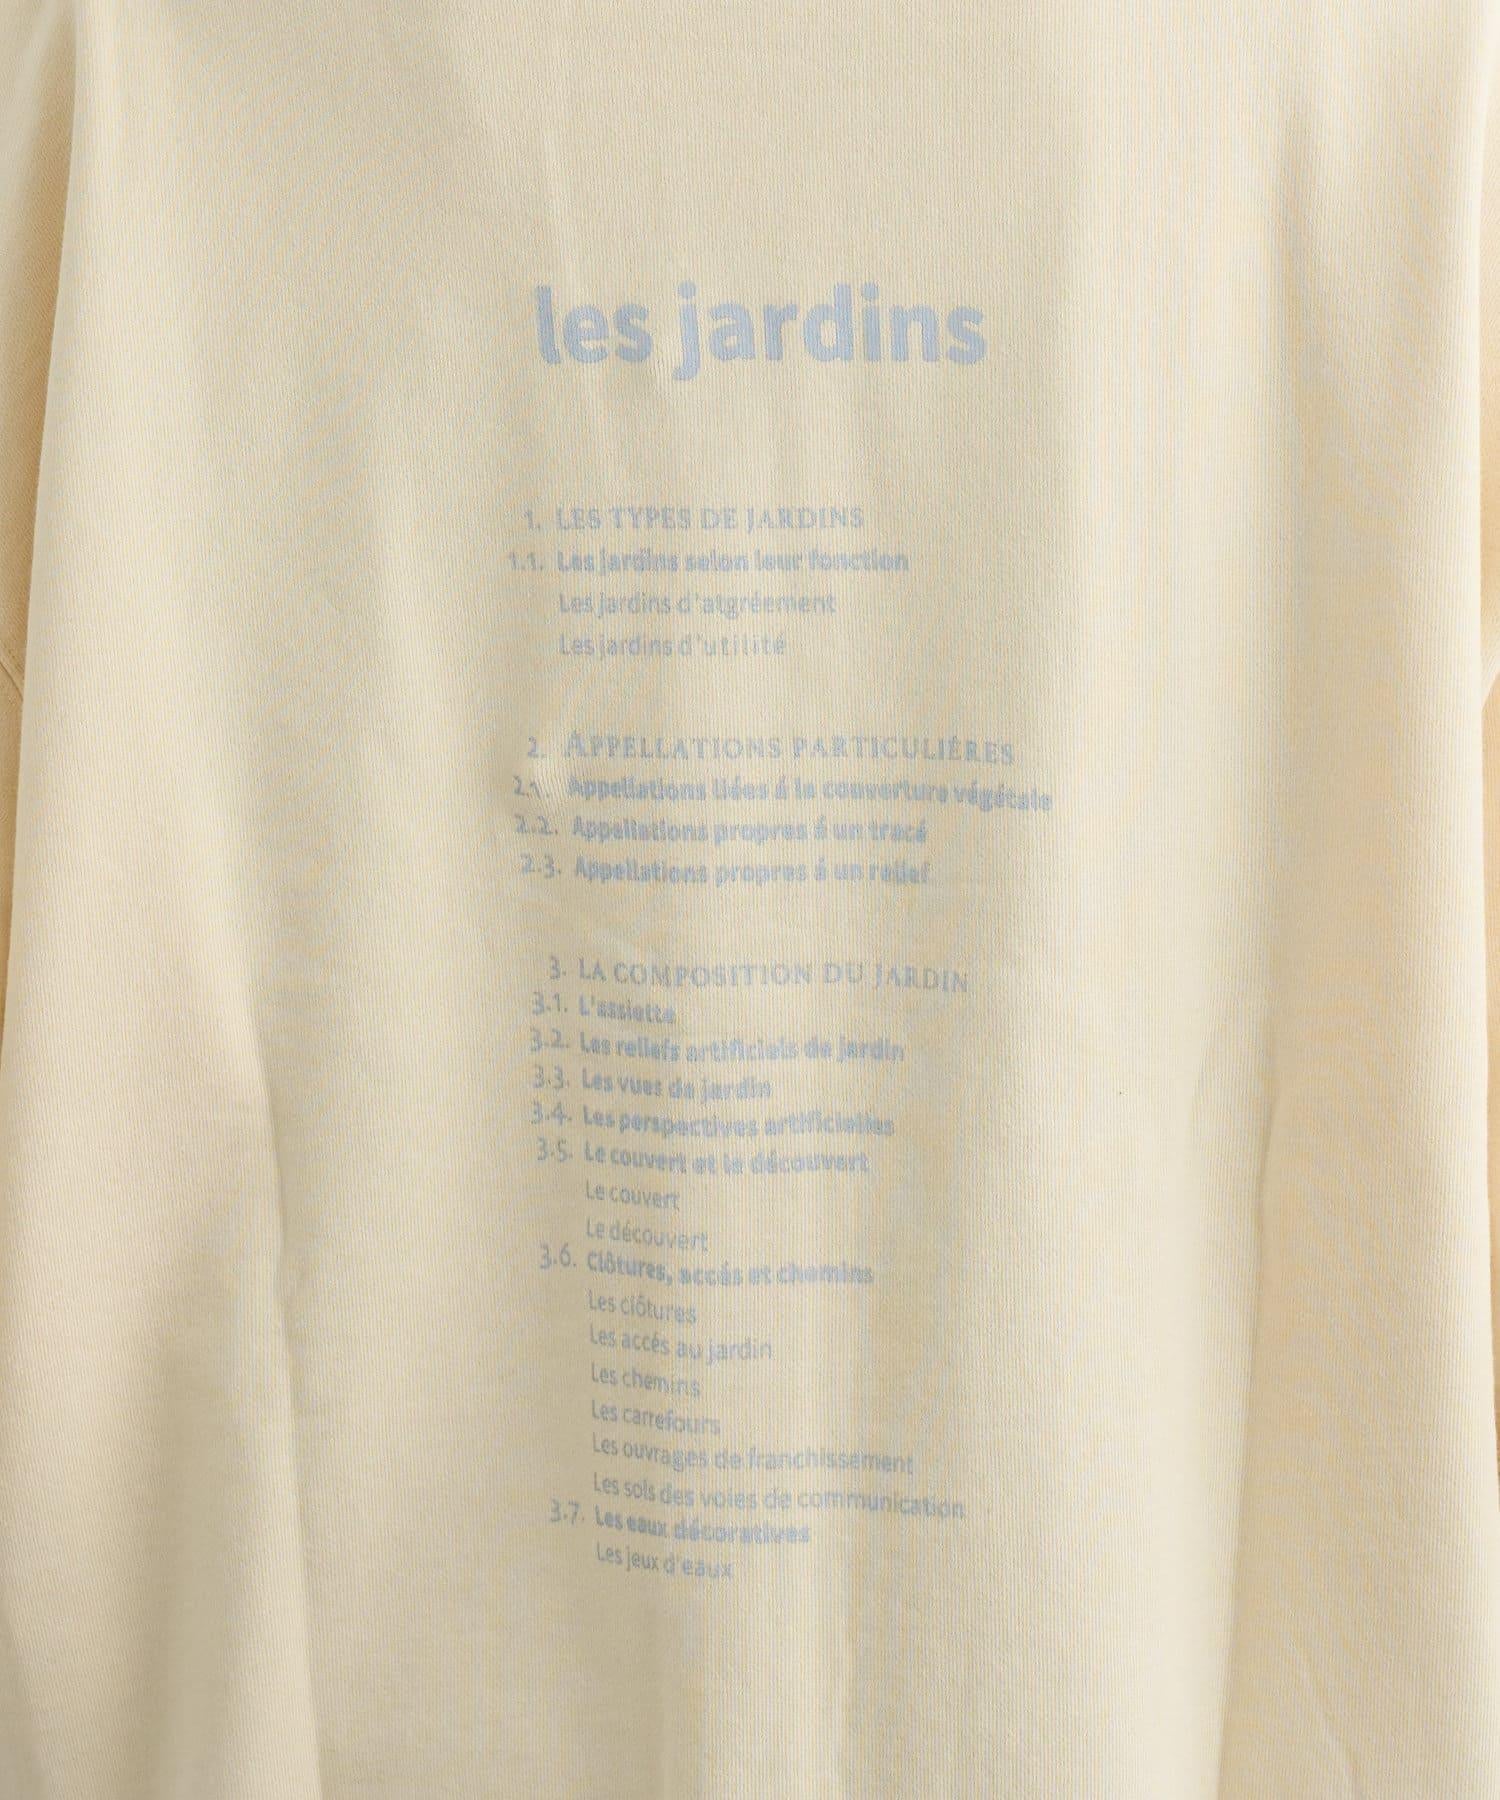 les jardins
1. LES TYPES DE JARDINS
1.1. Les jardins selon leur fonction
Les jardins d'atgréement
Les jardins d'utilité
2. APPELLATIONS PARTICULIÉRES
2.1. Appellations liées á la couverture végétale
2.2. Appellations propres á un tracé
2.3. Appellations propres á un relief
3. LA COMPOSITION DU JARDIN
3.1. L'assiette
3.2. Les reliefs artificiels de jardin
3.3. Les vues de jardin
3.4. Les perspectives artificielles
3.5. Le couvert et le découvert
Le couvert
Le découvert
3.6. Clôtures, accés et chemins
Les clôtures
Les accés au jardin
Les chemins
Les carrefours
Les ouvrages de franchissement
Les sols des voies de communication
3.7. Les eaux décoratives
Les jeux d'eaux